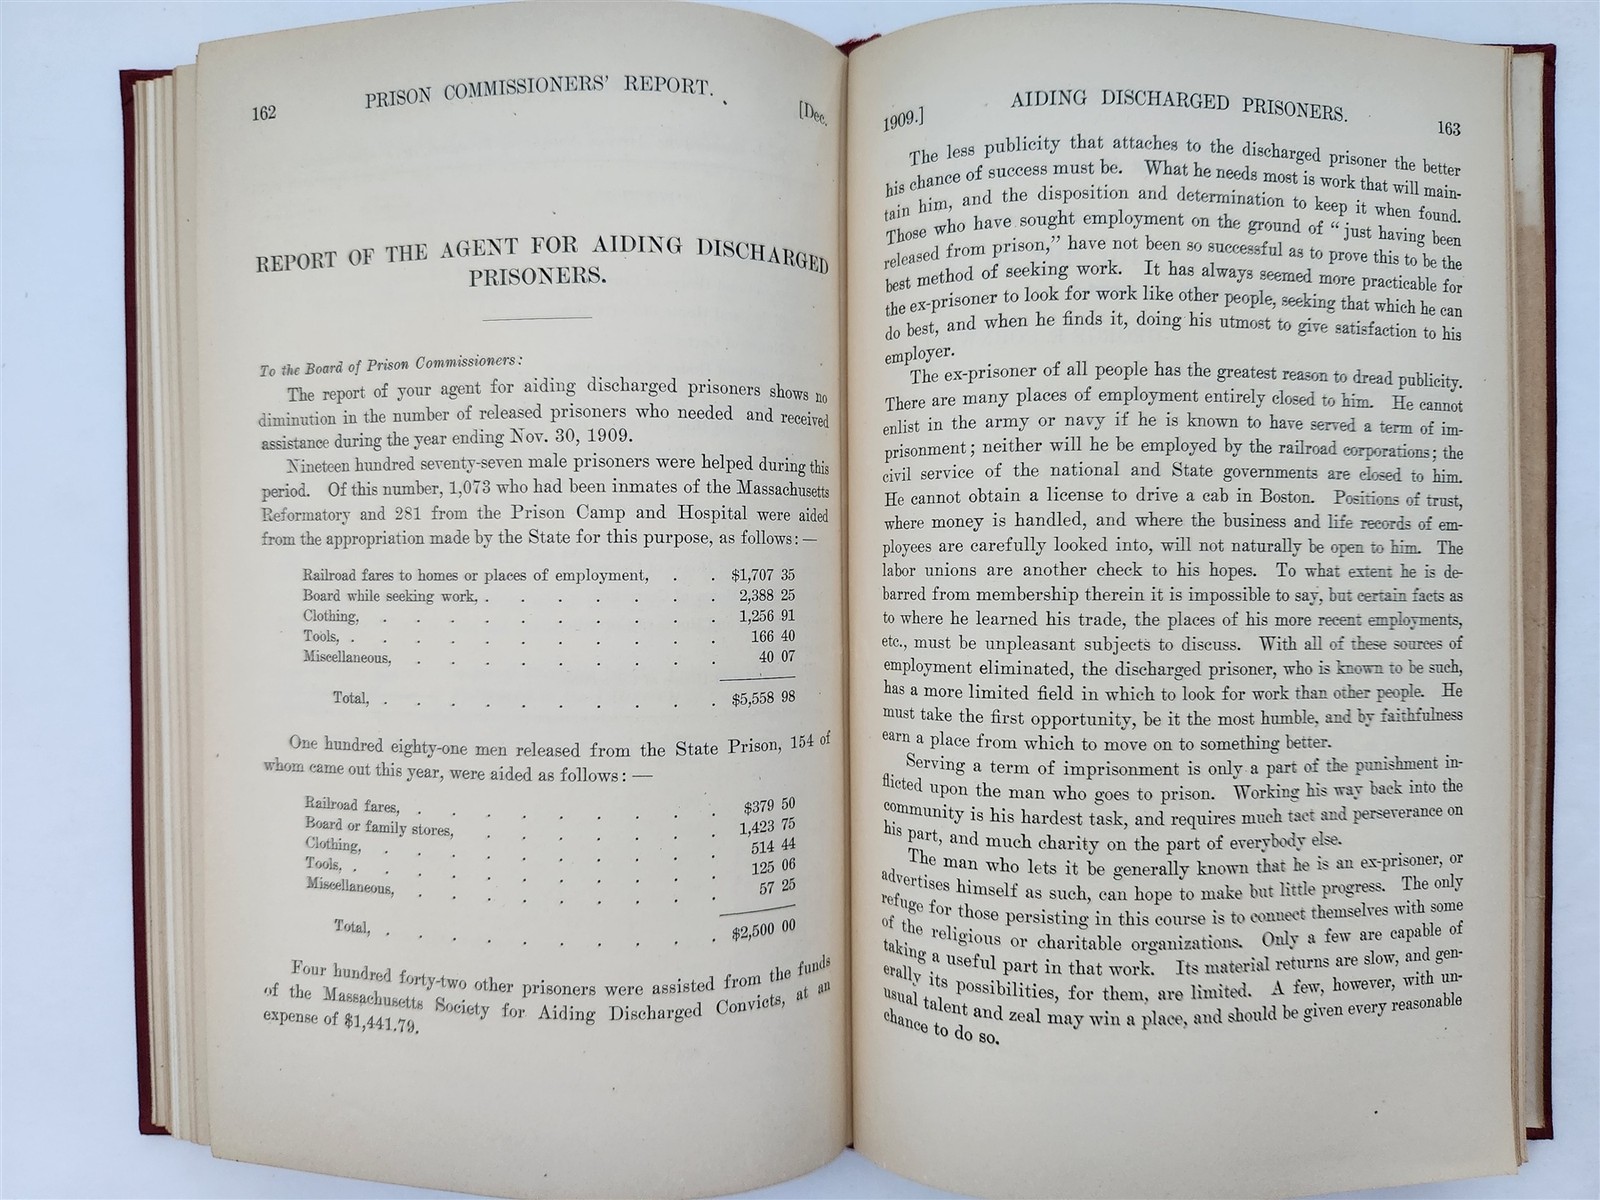 162 PRISON COMMISSIONERS' REPORT. [Dec.
REPORT OF THE AGENT FOR AIDING DISCHARGED
PRISONERS.
To the Board of Prison Commissioners:
The report of your agent for aiding discharged prisoners shows no
diminution in the number of released prisoners who needed and received
assistance during the year ending Nov. 30, 1909.
Nineteen hundred seventy-seven male prisoners were helped during this
period. Of this number, 1,073 who had been inmates of the Massachusetts
Reformatory and 281 from the Prison Camp and Hospital were aided
from the appropriation made by the State for this purpose, as follows: —
Railroad fares to homes or places of employment, . . $1,707 35
Board while seeking work, . . . . . . . 2,388 25
Clothing, . . . . . . . . . . 1,256 91
Tools, . . . . . . . . . . . 166 40
Miscellaneous, . . . . . . . . . 40 07
Total, . . . . . . . . . . $5,558 98
One hundred eighty-one men released from the State Prison, 154 of
whom came out this year, were aided as follows: —
Railroad fares, . . . . . . . . . $379 50
Board or family stores, . . . . . . . 1,423 75
Clothing, . . . . . . . . . . 514 44
Tools, . . . . . . . . . . . 125 06
Miscellaneous, . . . . . . . . . 57 25
Total, . . . . . . . . . . $2,500 00
Four hundred forty-two other prisoners were assisted from the funds
of the Massachusetts Society for Aiding Discharged Convicts, at an
expense of $1,441.79.
1909.] AIDING DISCHARGED PRISONERS. 163
The less publicity that attaches to the discharged prisoner the better
his chance of success must be. What he needs most is work that will main-
tain him, and the disposition and determination to keep it when found.
Those who have sought employment on the ground of "just having been
released from prison," have not been so successful as to prove this to be the
best method of seeking work. It has always seemed more practicable for
the ex-prisoner to look for work like other people, seeking that which he can
do best, and when he finds it, doing his utmost to give satisfaction to his
employer.
The ex-prisoner of all people has the greatest reason to dread publicity.
There are many places of employment entirely closed to him. He cannot
enlist in the army or navy if he is known to have served a term of im-
prisonment; neither will he be employed by the railroad corporations; the
civil service of the national and State governments are closed to him.
He cannot obtain a license to drive a cab in Boston. Positions of trust,
where money is handled, and where the business and life records of em-
ployees are carefully looked into, will not naturally be open to him. The
labor unions are another check to his hopes. To what extent he is de-
barred from membership therein it is impossible to say, but certain facts as
to where he learned his trade, the places of his more recent employments,
etc., must be unpleasant subjects to discuss. With all of these sources of
employment eliminated, the discharged prisoner, who is known to be such,
has a more limited field in which to look for work than other people. He
must take the first opportunity, be it the most humble, and by faithfulness
earn a place from which to move on to something better.
Serving a term of imprisonment is only a part of the punishment in-
flicted upon the man who goes to prison. Working his way back into the
community is his hardest task, and requires much tact and perseverance on
his part, and much charity on the part of everybody else.
The man who lets it be generally known that he is an ex-prisoner, or
advertises himself as such, can hope to make but little progress. The only
refuge for those persisting in this course is to connect themselves with some
of the religious or charitable organizations. Only a few are capable of
taking a useful part in that work. Its material returns are slow, and gen-
erally its possibilities, for them, are limited. A few, however, with un-
usual talent and zeal may win a place, and should be given every reasonable
chance to do so.